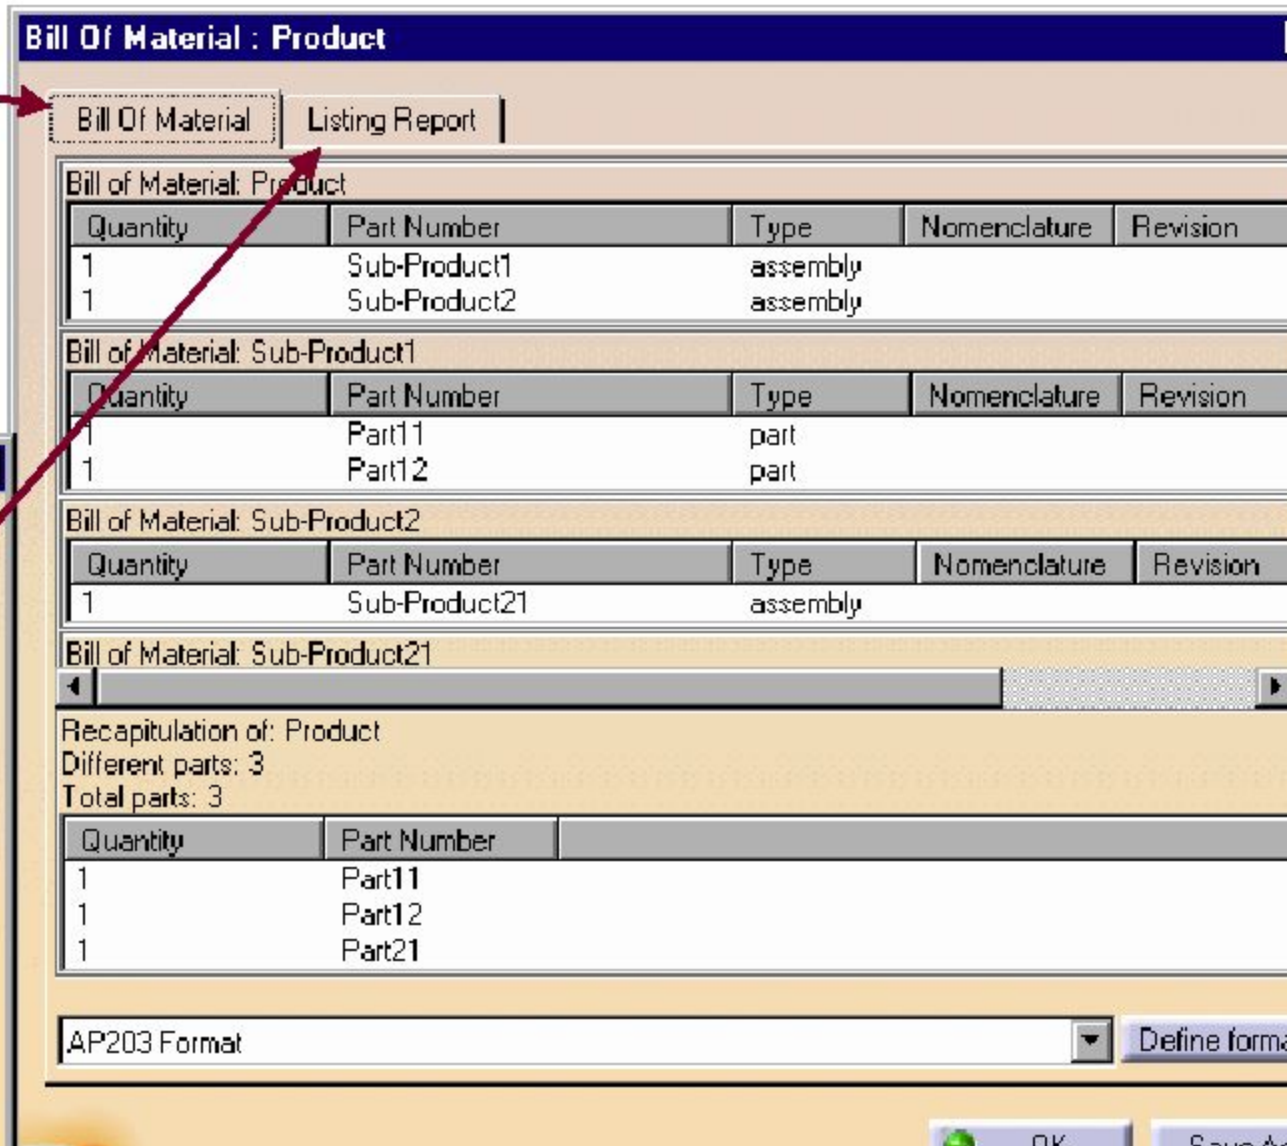 Bill Of Material : Product
Bill Of Material Listing Report
Bill of Material: Product
Quantity Part Number Type Nomenclature Revision
1 Sub-Product1 assembly
1 Sub-Product2 assembly
Bill of Material: Sub-Product1
Quantity Part Number Type Nomenclature Revision
1 Part11 part
1 Part12 part
Bill of Material: Sub-Product2
Quantity Part Number Type Nomenclature Revision
1 Sub-Product21 assembly
Bill of Material: Sub-Product21
Recapitulation of: Product
Different parts: 3
Total parts: 3
Quantity Part Number
1 Part11
1 Part12
1 Part21
AP203 Format Define forma
OK Save